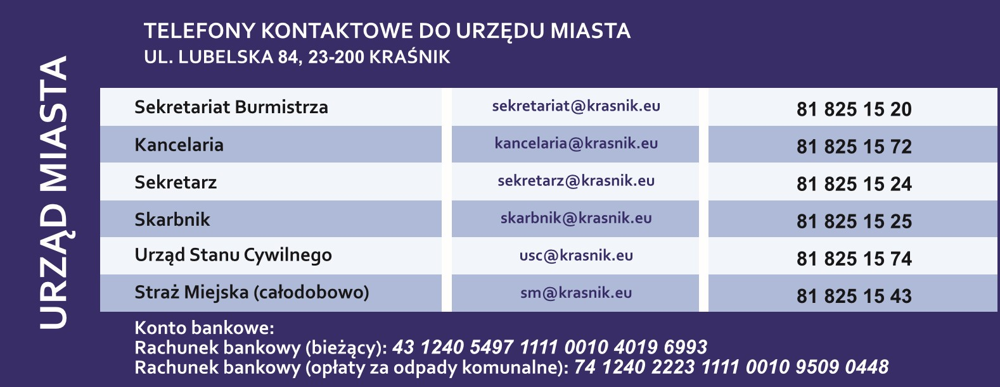 URZĄD MIASTA
TELEFONY KONTAKTOWE DO URZĘDU MIASTA
UL. LUBELSKA 84, 23-200 KRAŚNIK
Sekretariat Burmistrza sekretariat@krasnik.eu 81 825 15 20
Kancelaria kancelaria@krasnik.eu 81 825 15 72
Sekretarz sekretarz@krasnik.eu 81 825 15 24
Skarbnik skarbnik@krasnik.eu 81 825 15 25
Urząd Stanu Cywilnego usc@krasnik.eu 81 825 15 74
Straż Miejska (całodobowo) sm@krasnik.eu 81 825 15 43
Konto bankowe:
Rachunek bankowy (bieżący): 43 1240 5497 1111 0010 4019 6993
Rachunek bankowy (opłaty za odpady komunalne): 74 1240 2223 1111 0010 9509 0448